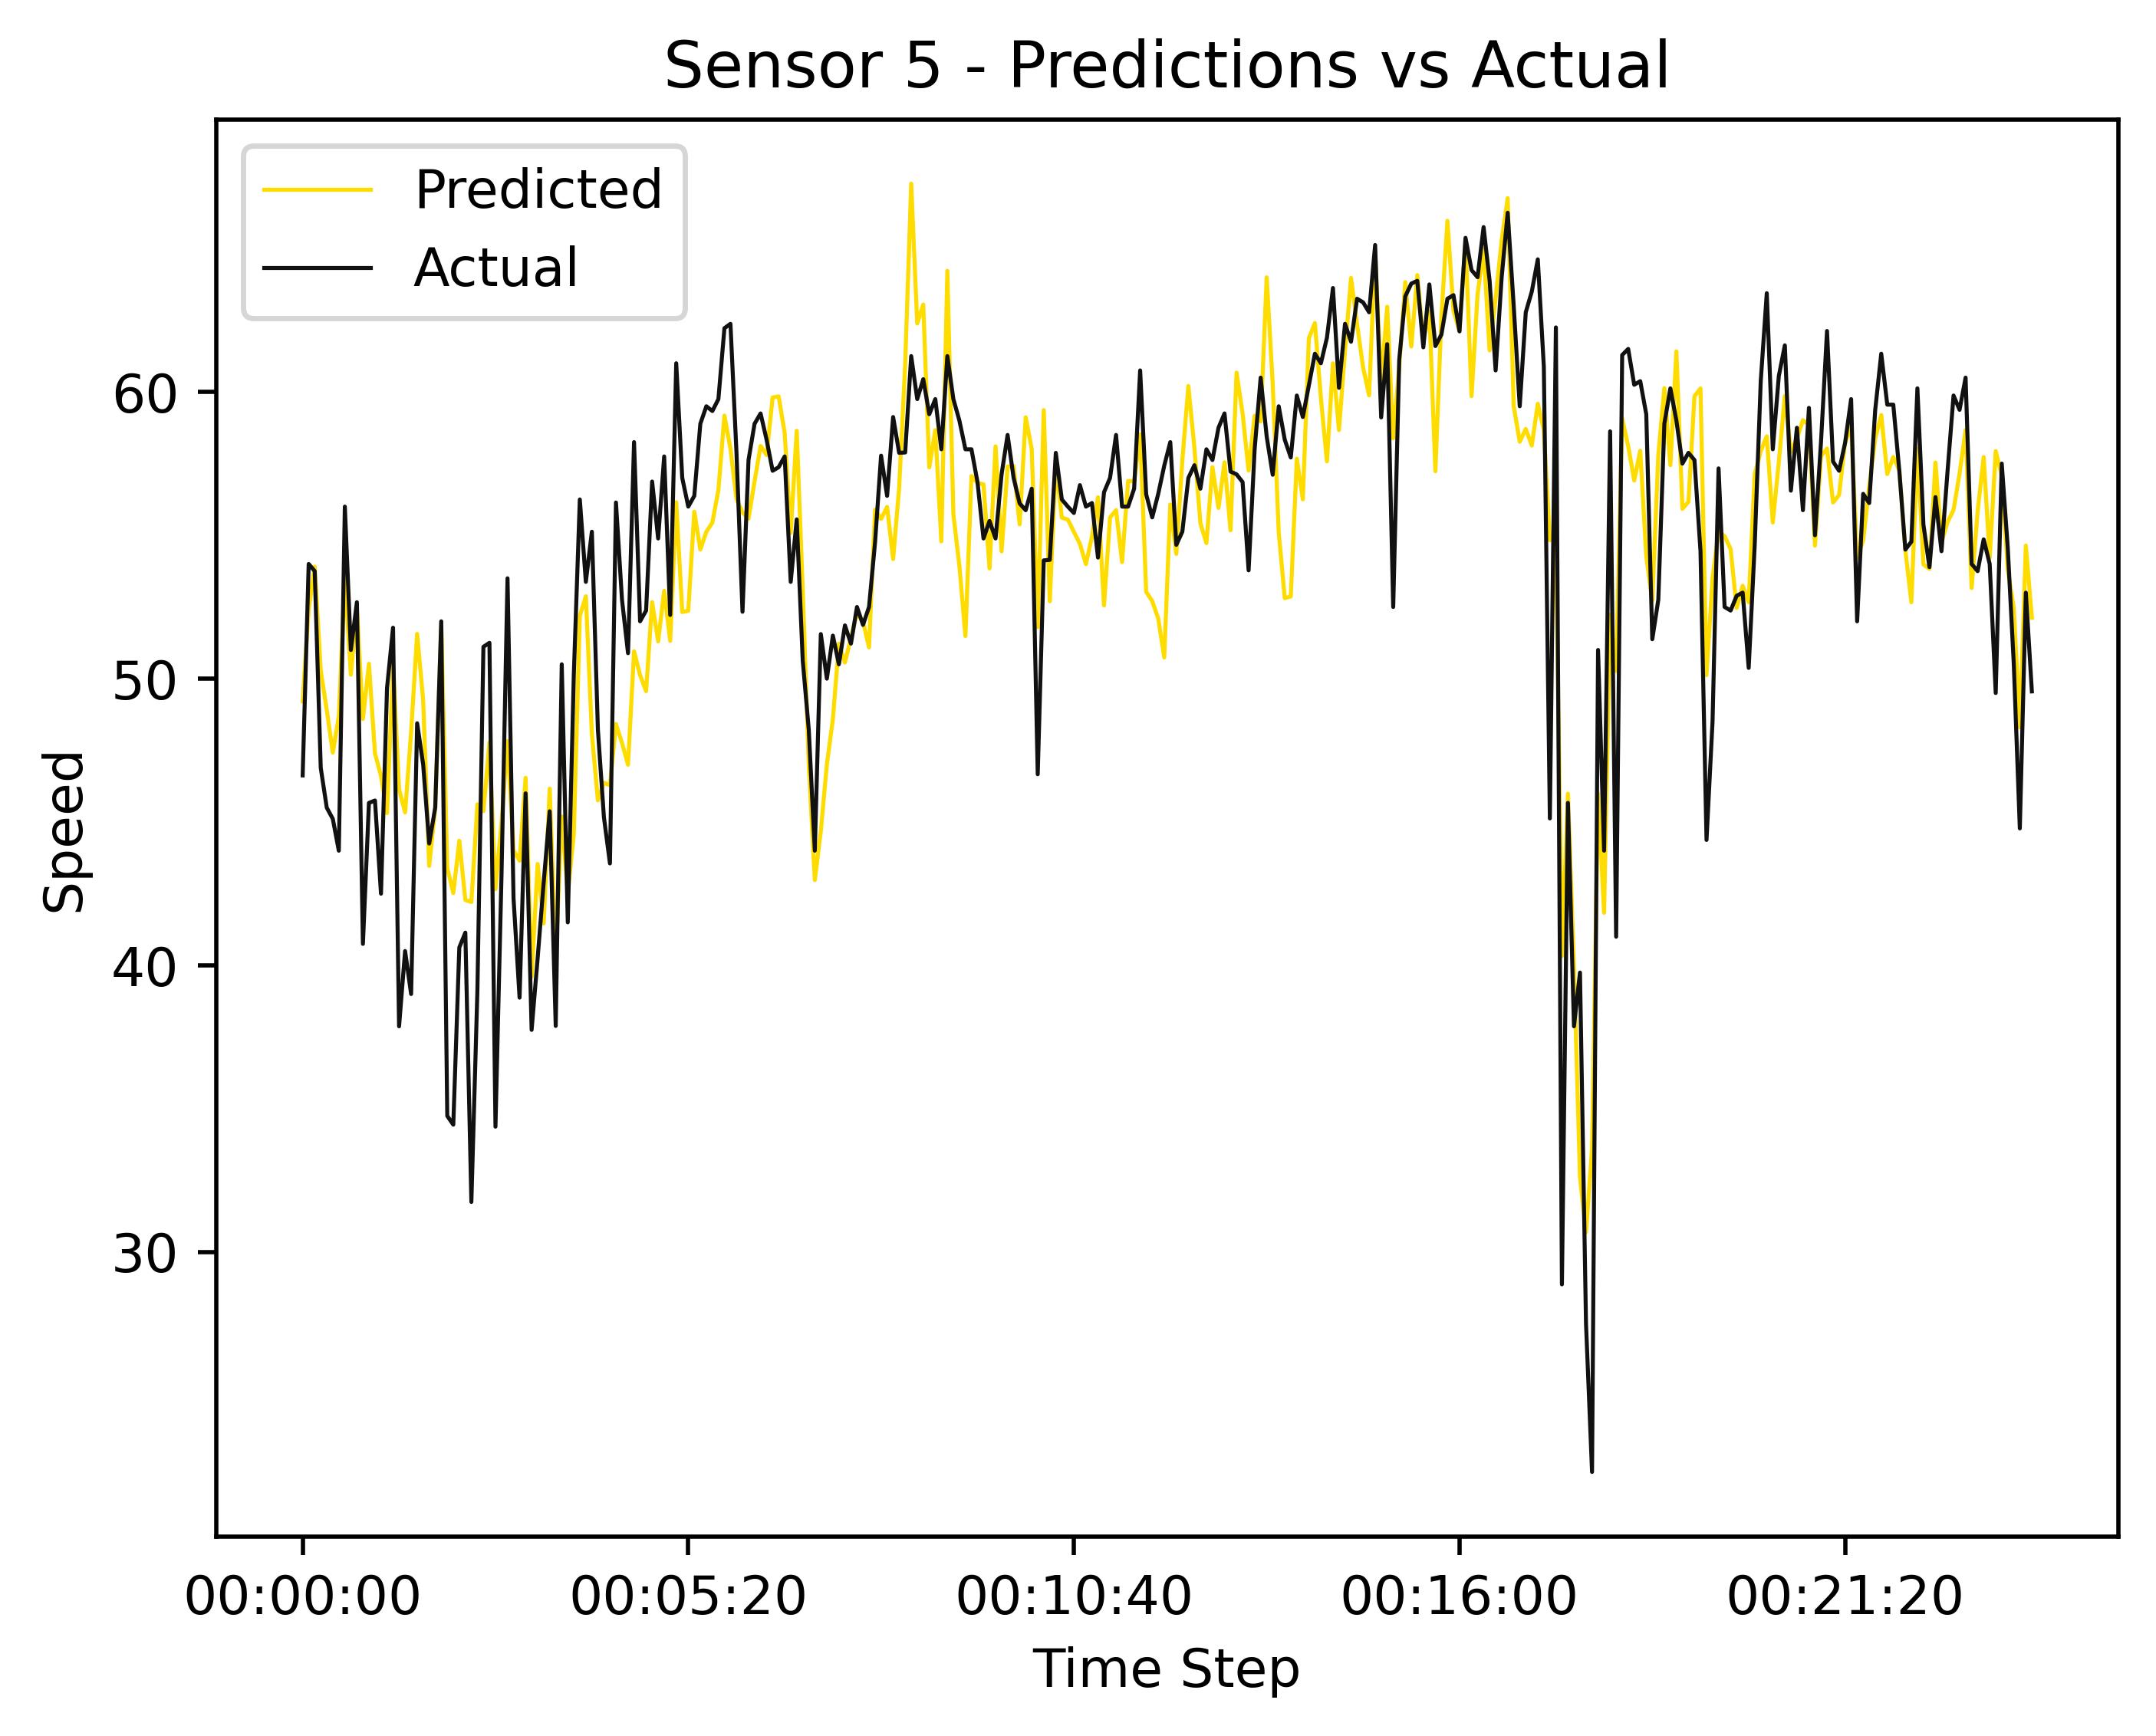 Sensor 5 - Predictions vs Actual
Predicted
Actual
60
50
40
30
Speed
00:00:00 00:05:20 00:10:40 00:16:00 00:21:20
Time Step